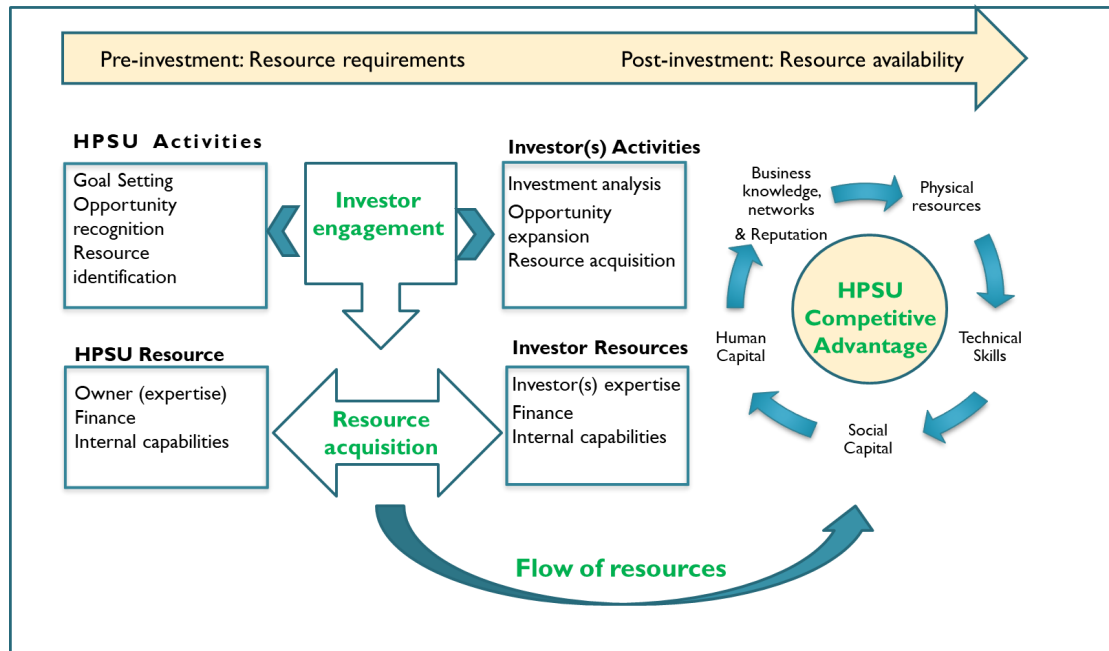 Pre-investment: Resource requirements
Post-investment: Resource availability
HPSU Activities
Goal Setting
Opportunity
recognition
Resource
identification
Investor
engagement
Investor(s) Activities
Investment analysis
Opportunity
expansion
Resource acquisition
HPSU Resource
Owner (expertise)
Finance
Internal capabilities
Resource
acquisition
Investor Resources
Investor(s) expertise
Finance
Internal capabilities
Business
knowledge,
networks
& Reputation
Physical
resources
Technical
Skills
Social
Capital
Human
Capital
HPSU
Competitive
Advantage
Flow of resources